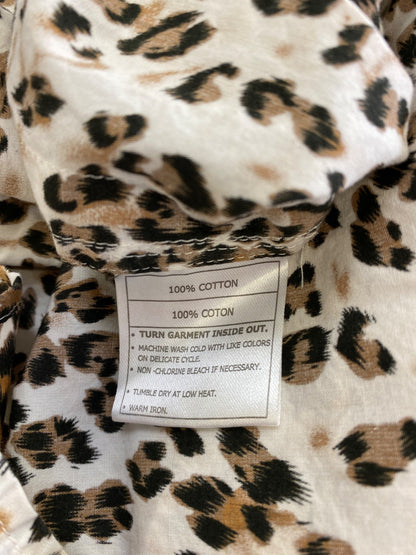 100% COTTON
100% COTON
• TURN GARMENT INSIDE OUT.
• MACHINE WASH COLD WITH LIKE COLORS
ON DELICATE CYCLE.
• NON -CHLORINE BLEACH IF NECESSARY.
• TUMBLE DRY AT LOW HEAT.
• WARM IRON.